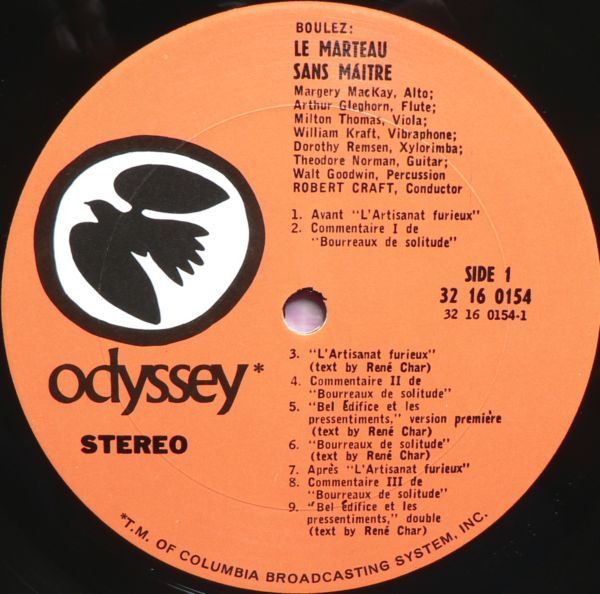 BOULEZ:
LE MARTEAU
SANS MÁITRE
Margery MacKay, Alto;
Arthur Gleghorn, Flute;
Milton Thomas, Viola;
William Kraft, Vibraphone;
Dorothy Remsen, Xylorimba;
Theodore Norman, Guitar;
Walt Goodwin, Percussion
ROBERT CRAFT, Conductor
1. Avant "L'Artisanat furieux"
2. Commentaire I de
"Bourreaux de solitude"
SIDE 1
32 16 0154
32 16 0154-1
odyssey*
STEREO
3. "L'Artisanat furieux"
(text by René Char)
4. Commentaire II de
"Bourreaux de solitude"
5. "Bel Édifice et les
pressentiments," version première
(text by René Char)
6. "Bourreaux de solitude"
(text by René Char)
7. Après "L'Artisanat furieux"
8. Commentaire III de
"Bourreaux de solitude"
9. "Bel Édifice et les
pressentiments," double
(text by René Char)
*T.M. OF COLUMBIA BROADCASTING SYSTEM, INC.